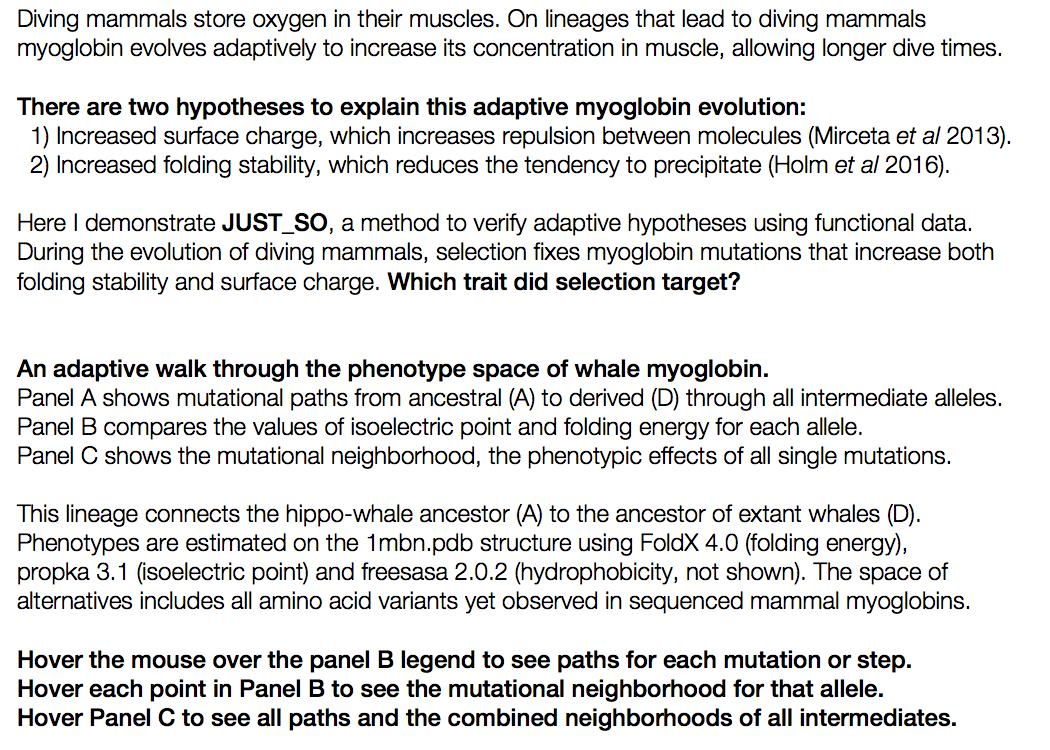 Diving mammals store oxygen in their muscles. On lineages that lead to diving mammals
myoglobin evolves adaptively to increase its concentration in muscle, allowing longer dive times.
There are two hypotheses to explain this adaptive myoglobin evolution:
1) Increased surface charge, which increases repulsion between molecules (Mirceta et al 2013).
2) Increased folding stability, which reduces the tendency to precipitate (Holm et al 2016).
Here I demonstrate JUST_SO, a method to verify adaptive hypotheses using functional data.
During the evolution of diving mammals, selection fixes myoglobin mutations that increase both
folding stability and surface charge. Which trait did selection target?
An adaptive walk through the phenotype space of whale myoglobin.
Panel A shows mutational paths from ancestral (A) to derived (D) through all intermediate alleles.
Panel B compares the values of isoelectric point and folding energy for each allele.
Panel C shows the mutational neighborhood, the phenotypic effects of all single mutations.
This lineage connects the hippo-whale ancestor (A) to the ancestor of extant whales (D).
Phenotypes are estimated on the 1mbn.pdb structure using FoldX 4.0 (folding energy),
propka 3.1 (isoelectric point) and freesasa 2.0.2 (hydrophobicity, not shown). The space of
alternatives includes all amino acid variants yet observed in sequenced mammal myoglobins.
Hover the mouse over the panel B legend to see paths for each mutation or step.
Hover each point in Panel B to see the mutational neighborhood for that allele.
Hover Panel C to see all paths and the combined neighborhoods of all intermediates.